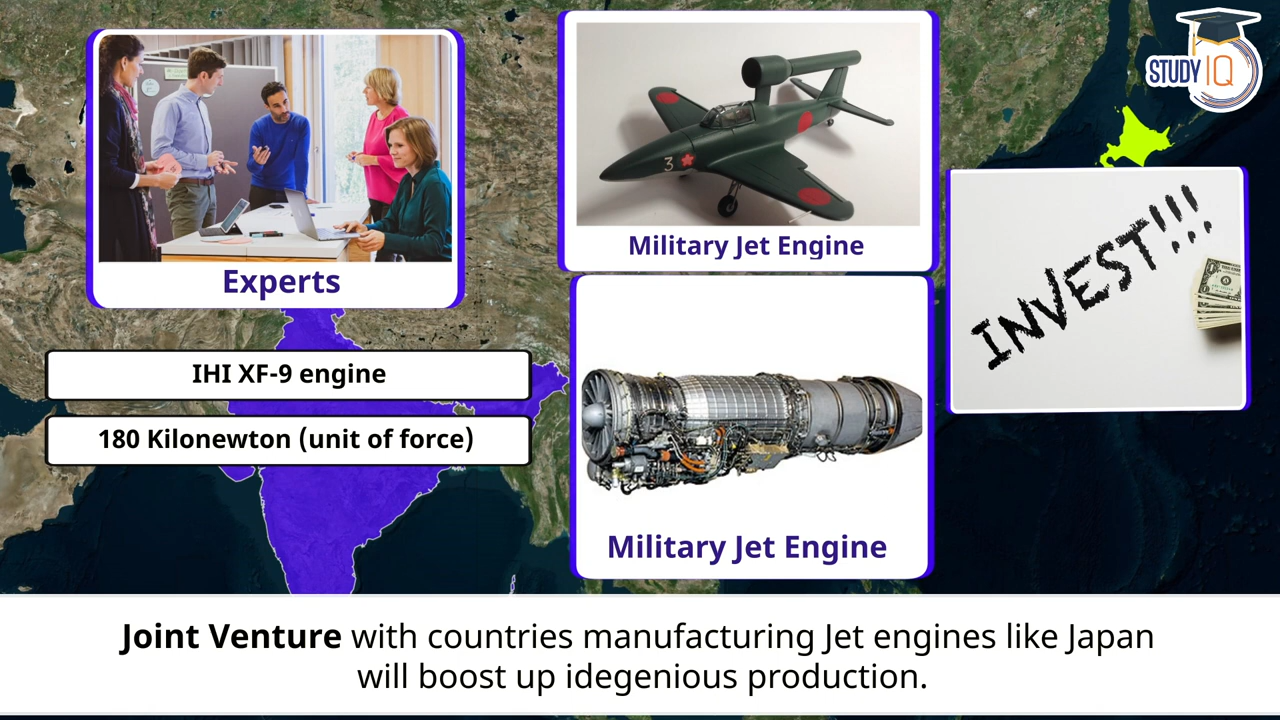 STUDY IQ
Experts
Military Jet Engine
3
INVEST!!!
IHI XF-9 engine
180 Kilonewton (unit of force)
Military Jet Engine
Joint Venture with countries manufacturing Jet engines like Japan
will boost up idegenious production.